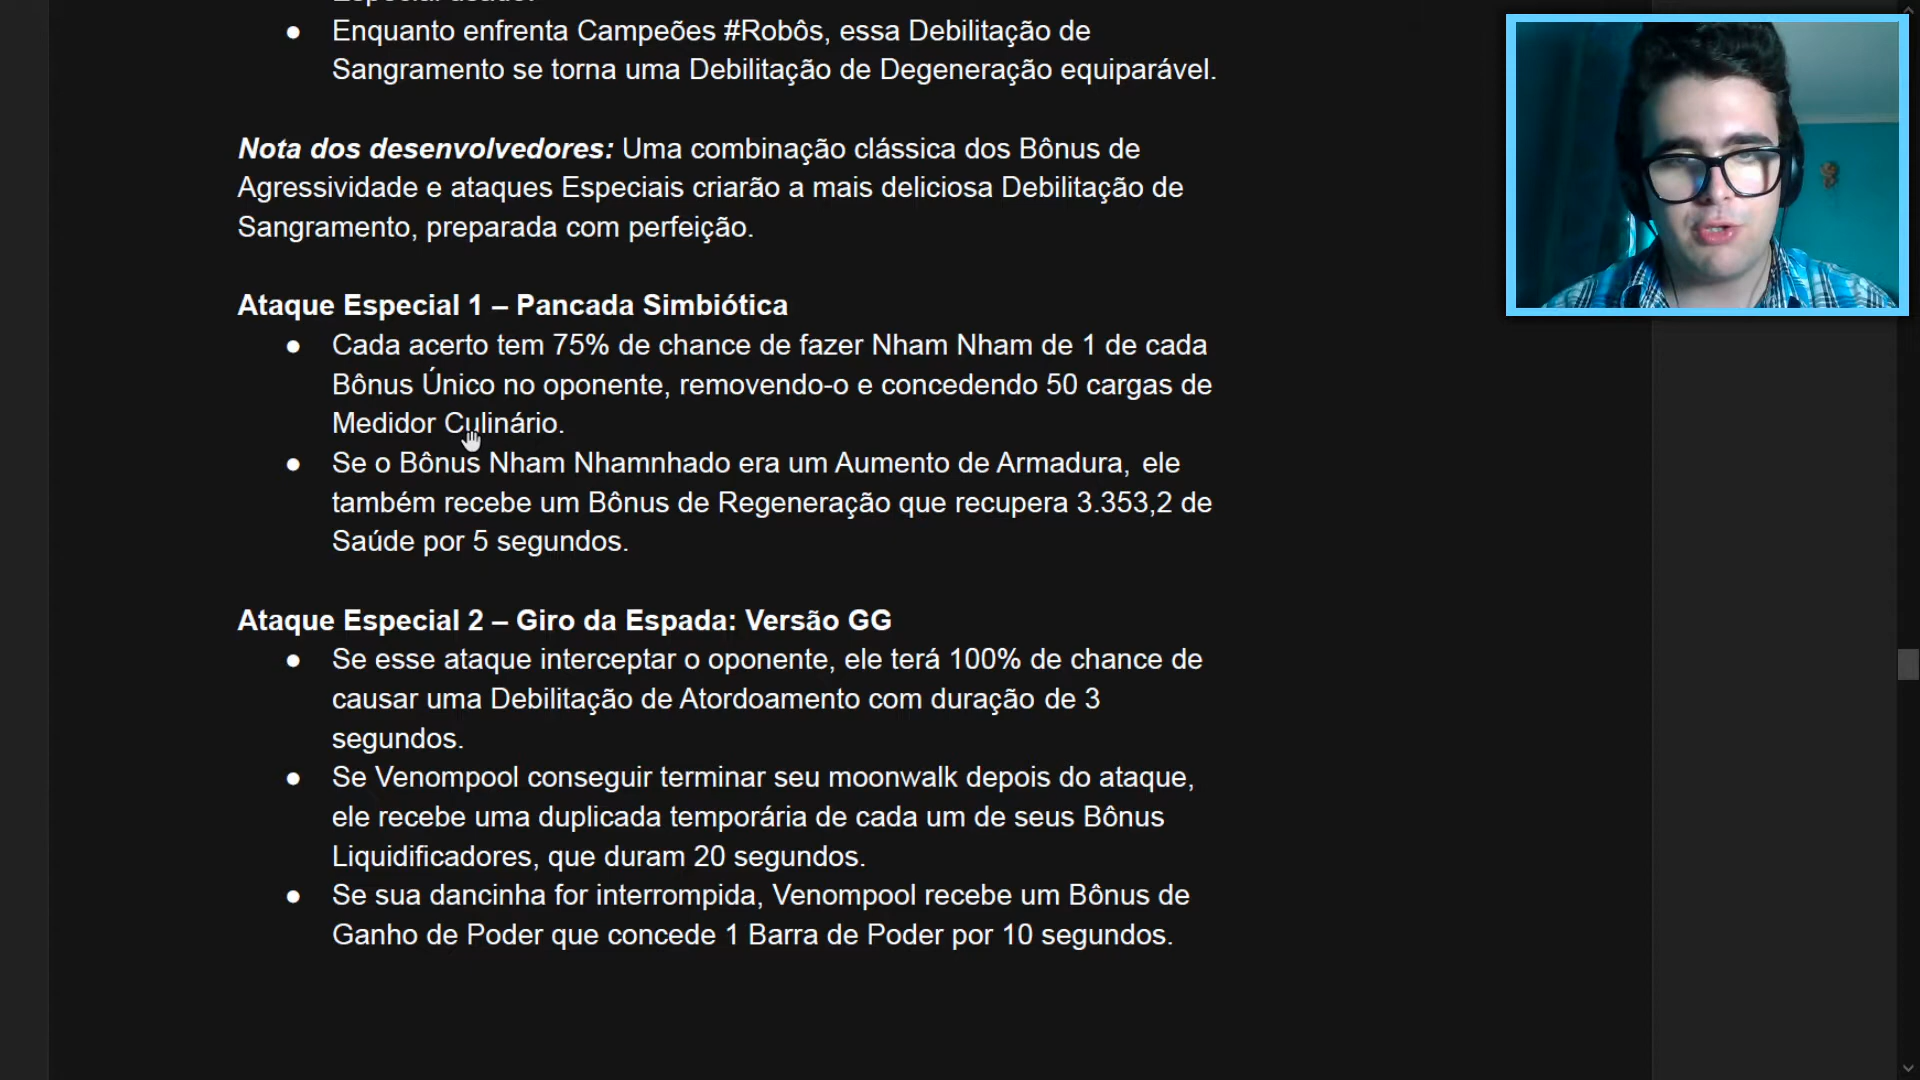 Especial usado.
● Enquanto enfrenta Campeões #Robôs, essa Debilitação de
Sangramento se torna uma Debilitação de Degeneração equiparável.
Nota dos desenvolvedores: Uma combinação clássica dos Bônus de
Agressividade e ataques Especiais criarão a mais deliciosa Debilitação de
Sangramento, preparada com perfeição.
Ataque Especial 1 – Pancada Simbiótica
● Cada acerto tem 75% de chance de fazer Nham Nham de 1 de cada
Bônus Único no oponente, removendo-o e concedendo 50 cargas de
Medidor Culinário.
● Se o Bônus Nham Nhamnhado era um Aumento de Armadura, ele
também recebe um Bônus de Regeneração que recupera 3.353,2 de
Saúde por 5 segundos.
Ataque Especial 2 – Giro da Espada: Versão GG
● Se esse ataque interceptar o oponente, ele terá 100% de chance de
causar uma Debilitação de Atordoamento com duração de 3
segundos.
● Se Venompool conseguir terminar seu moonwalk depois do ataque,
ele recebe uma duplicada temporária de cada um de seus Bônus
Liquidificadores, que duram 20 segundos.
● Se sua dancinha for interrompida, Venompool recebe um Bônus de
Ganho de Poder que concede 1 Barra de Poder por 10 segundos.